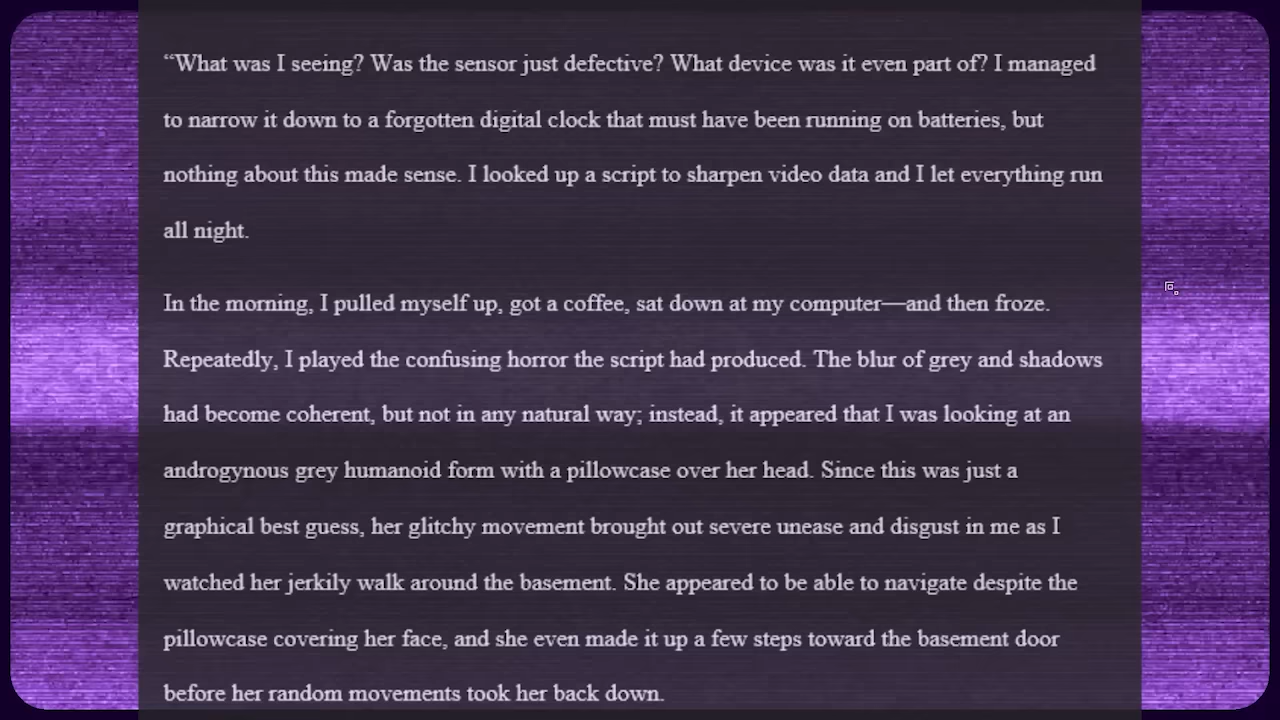 “What was I seeing? Was the sensor just defective? What device was it even part of? I managed
to narrow it down to a forgotten digital clock that must have been running on batteries, but
nothing about this made sense. I looked up a script to sharpen video data and I let everything run
all night.
In the morning, I pulled myself up, got coffee, sat down at my computer—and then froze.
Repeatedly, I played the confusing horror the script had produced. The blur of grey and shadows
had become coherent, but not in any natural way; instead, it appeared that I was looking at an
androgynous grey humanoid form with a pillowcase over her head. Since this was just a
graphical best guess, her glitchy movement brought out severe unease and disgust in me as I
watched her jerkily walk around the basement. She appeared to be able to navigate despite the
pillowcase covering her face, and she even made it up a few steps toward the basement door
before her random movements took her back down.